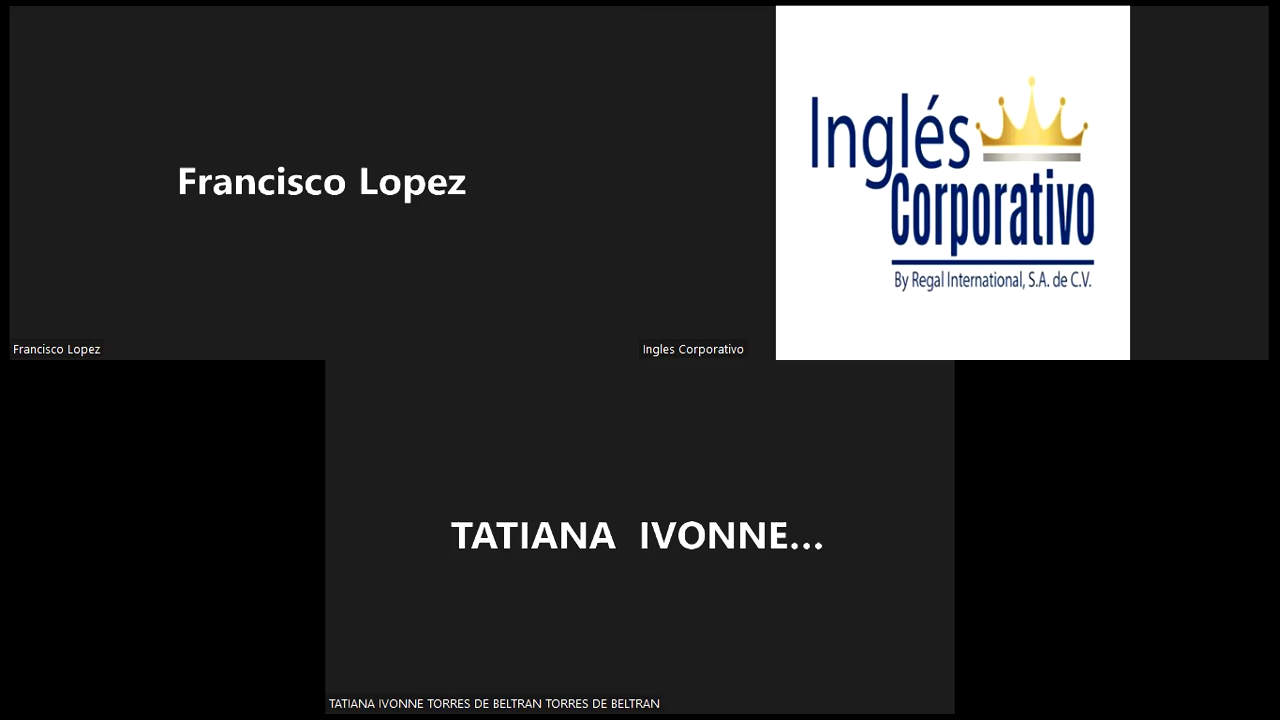 Francisco Lopez
Francisco Lopez
Inglés
Corporativo
By Regal International, S.A. de C.V.
Ingles Corporativo
TATIANA IVONNE...
TATIANA IVONNE TORRES DE BELTRAN TORRES DE BELTRAN